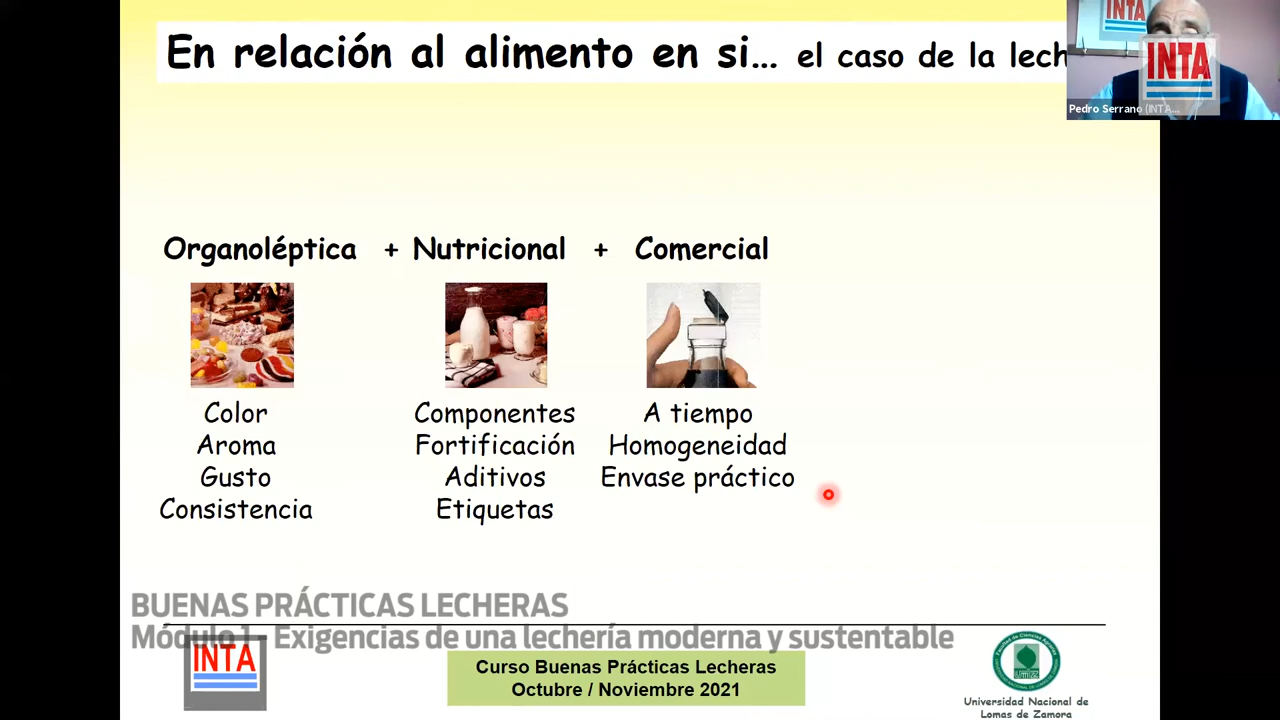 En relación al alimento en si... el caso de la lech
INTA
INTA
Pedro Serrano (INTA...
Organoléptica + Nutricional + Comercial
Color
Aroma
Gusto
Consistencia
Componentes
Fortificación
Aditivos
Etiquetas
A tiempo
Homogeneidad
Envase práctico
BUENAS PRÁCTICAS LECHERAS
Módulo 1 - Exigencias de una lechería moderna y sustentable
INTA
Curso Buenas Prácticas Lecheras
Octubre / Noviembre 2021
Universidad Nacional de
Lomas de Zamora